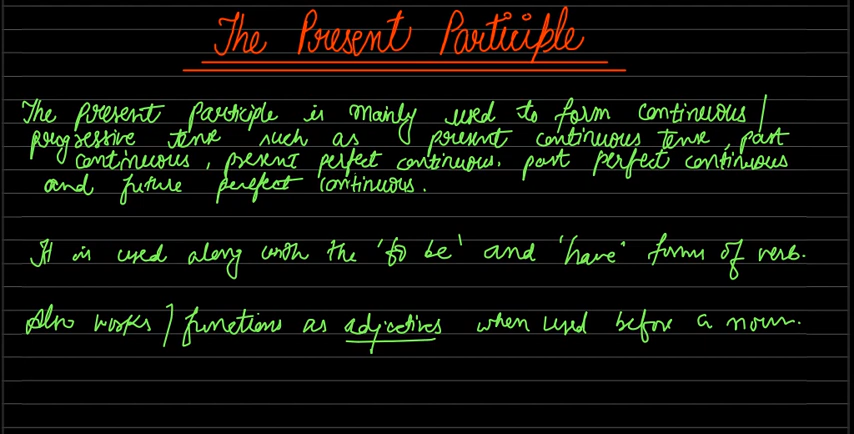 The Present Participle
The present participle is mainly used to form continuous /
progressive tense such as present continuous tense, past
continuous, present perfect continuous, past perfect continuous
and future perfect continuous.
It is used along with the 'to be' and 'have' forms of verb.
Also works / functions as adjectives when used before a noun.